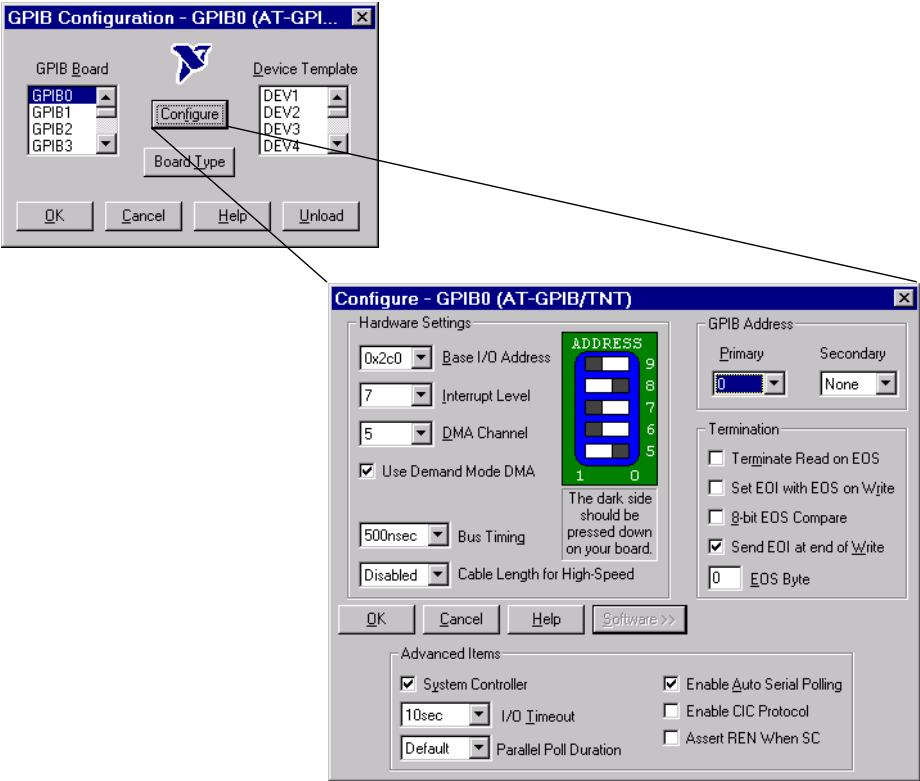 GPIB Configuration - GPIB0 (AT-GPI...
GPIB Board
Device Template
GPIB0
GPIB1
GPIB2
GPIB3
Configure
DEV1
DEV2
DEV3
DEV4
Board Type
OK
Cancel
Help
Unload
Configure - GPIB0 (AT-GPIB/TNT)
Hardware Settings
0x2c0 Base I/O Address
7 Interrupt Level
5 DMA Channel
Use Demand Mode DMA
500nsec Bus Timing
Disabled Cable Length for High-Speed
ADDRESS
9
8
7
6
5
1 0
The dark side
should be
pressed down
on your board.
GPIB Address
Primary Secondary
0 None
Termination
Terminate Read on EOS
Set EOI with EOS on Write
8-bit EOS Compare
Send EOI at end of Write
0 EOS Byte
OK
Cancel
Help
Software >>
Advanced Items
System Controller
10sec I/O Timeout
Default Parallel Poll Duration
Enable Auto Serial Polling
Enable CIC Protocol
Assert REN When SC